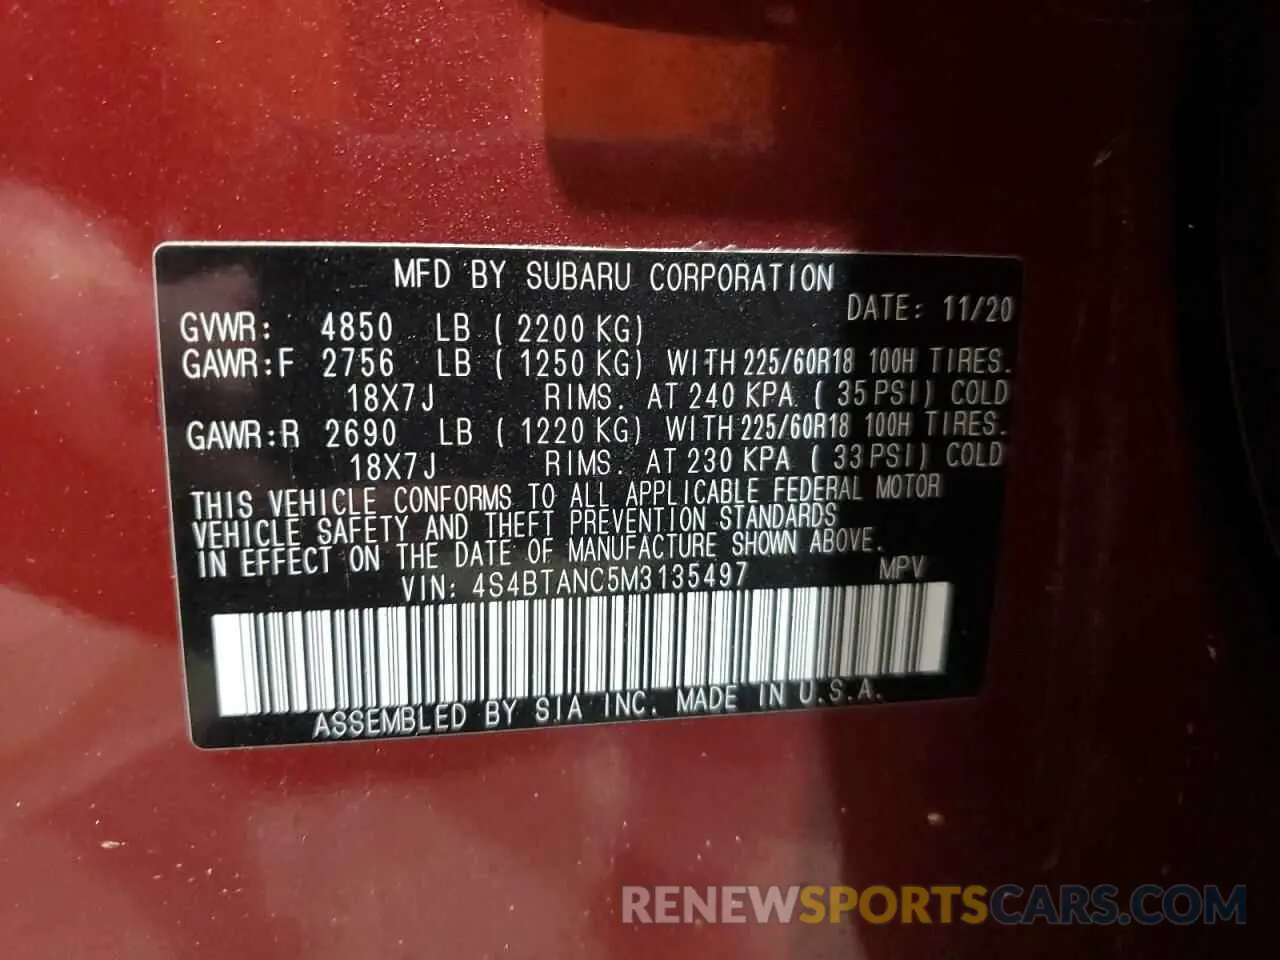 MFD BY SUBARU CORPORATION
DATE: 11/20
GVWR: 4850 LB ( 2200 KG)
GAWR:F 2756 LB ( 1250 KG) WITH 225/60R18 100H TIRES.
18X7J RIMS. AT 240 KPA. ( 35 PSI) COLD
GAWR:R 2690 LB ( 1220 KG) WITH 225/60R18 100H TIRES.
18X7J RIMS. AT 230 KPA ( 33 PSI) COLD
THIS VEHICLE CONFORMS TO ALL APPLICABLE FEDERAL MOTOR
VEHICLE SAFETY AND THEFT PREVENTION STANDARDS
IN EFFECT ON THE DATE OF MANUFACTURE SHOWN ABOVE.
VIN: 4S4BTANC5M3135497 MPV
ASSEMBLED BY SIA INC. MADE IN U.S.A.
RENEWSPORTSCARS.COM